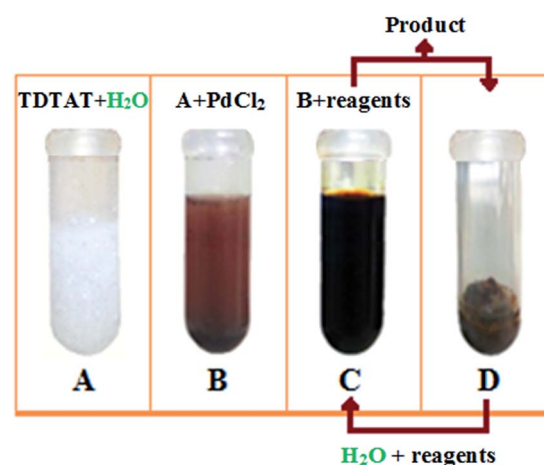 Product
TDTAT+H₂O
A+PdCl₂
B+reagents
A
B
C
D
H₂O + reagents